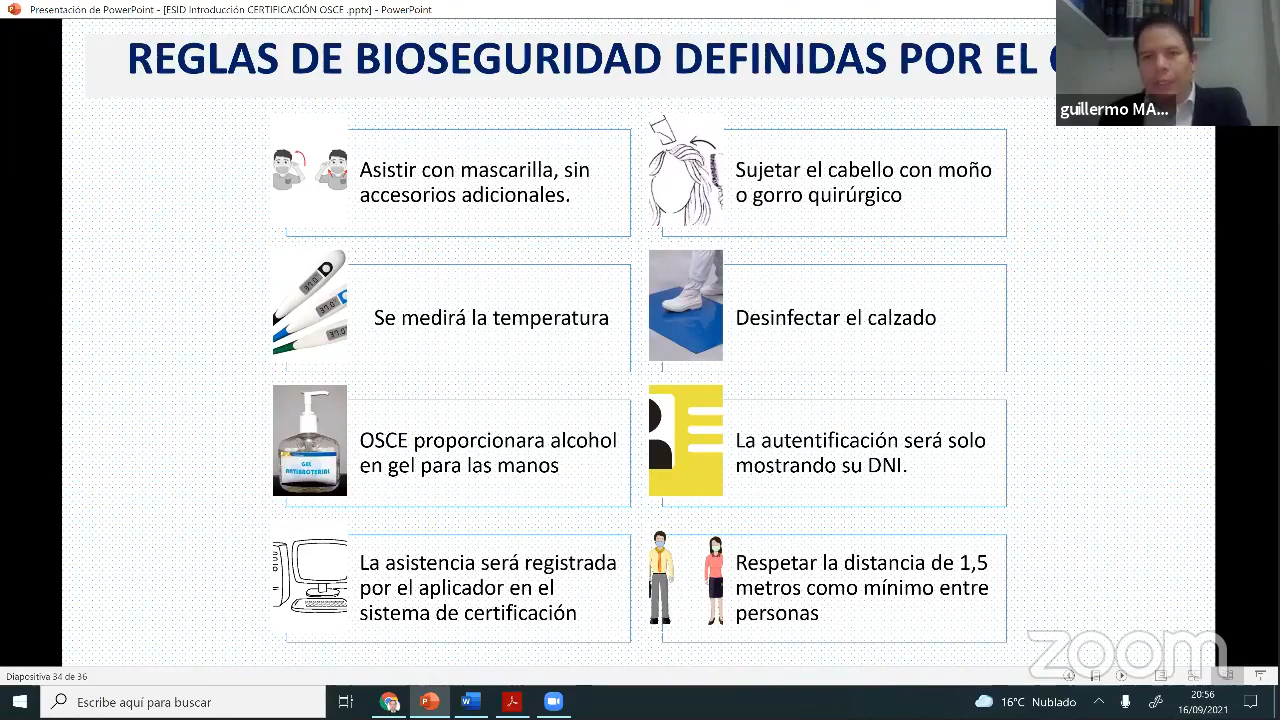 Presentación de PowerPoint - [ESID Introducción CERTIFICACIÓN OSCE .pptx] - PowerPoint
REGLAS DE BIOSEGURIDAD DEFINIDAS POR EL
guillermo MA...
Asistir con mascarilla, sin
accesorios adicionales.
Sujetar el cabello con moño
o gorro quirúrgico
Se medirá la temperatura
Desinfectar el calzado
GEL
ANTIBACTERIAL
OSCE proporcionara alcohol
en gel para las manos
La autentificación será solo
mostrando su DNI.
La asistencia será registrada
por el aplicador en el
sistema de certificación
Respetar la distancia de 1,5
metros como mínimo entre
personas
zoom
Diapositiva 34 de 36
Escribe aquí para buscar
16°C Nublado
20:56
16/09/2021